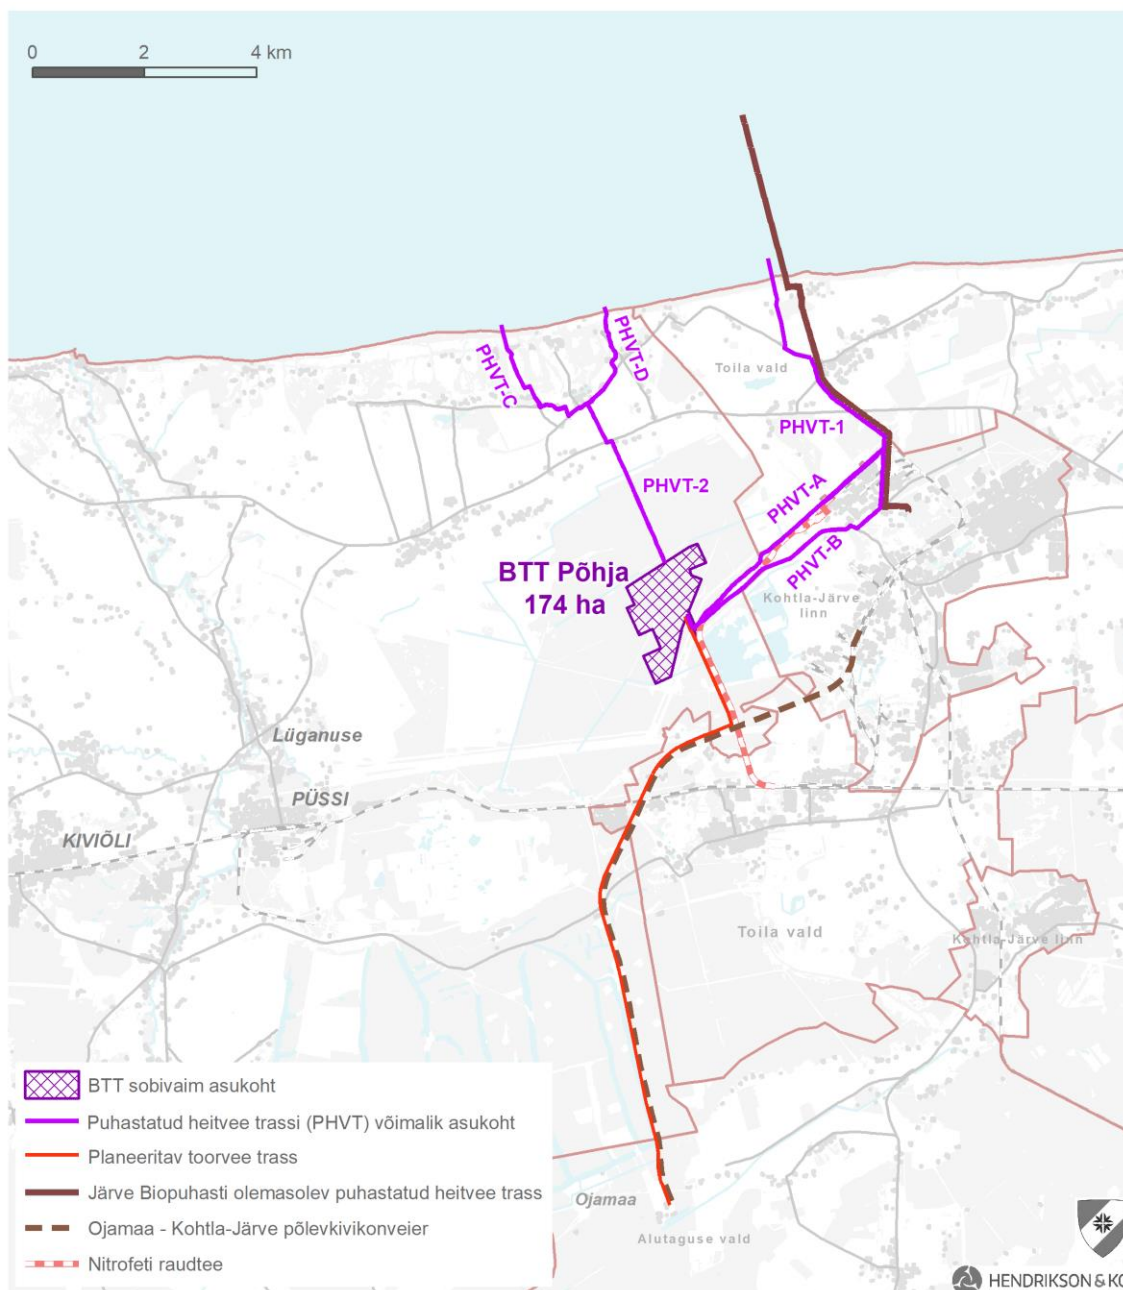 0 2 4 km
PHVT-C
PHVT-D
Toila vald
PHVT-1
PHVT-2
PHVT-A
PHVT-B
BTT Põhja
174 ha
Kohtla-Järve
linn
Lüganuse
PÜSSI
KIVIÕLI
Toila vald
Kohtla-Järve linn
BTT sobivaim asukoht
Puhastatud heitvee trassi (PHVT) võimalik asukoht
Planeeritav toorvee trass
Järve Biopuhasti olemasolev puhastatud heitvee trass
Ojamaa - Kohtla-Järve põlevkivikonveier
Nitrofeti raudtee
Ojamaa
Alutaguse vald
HENDRIKSON & KO